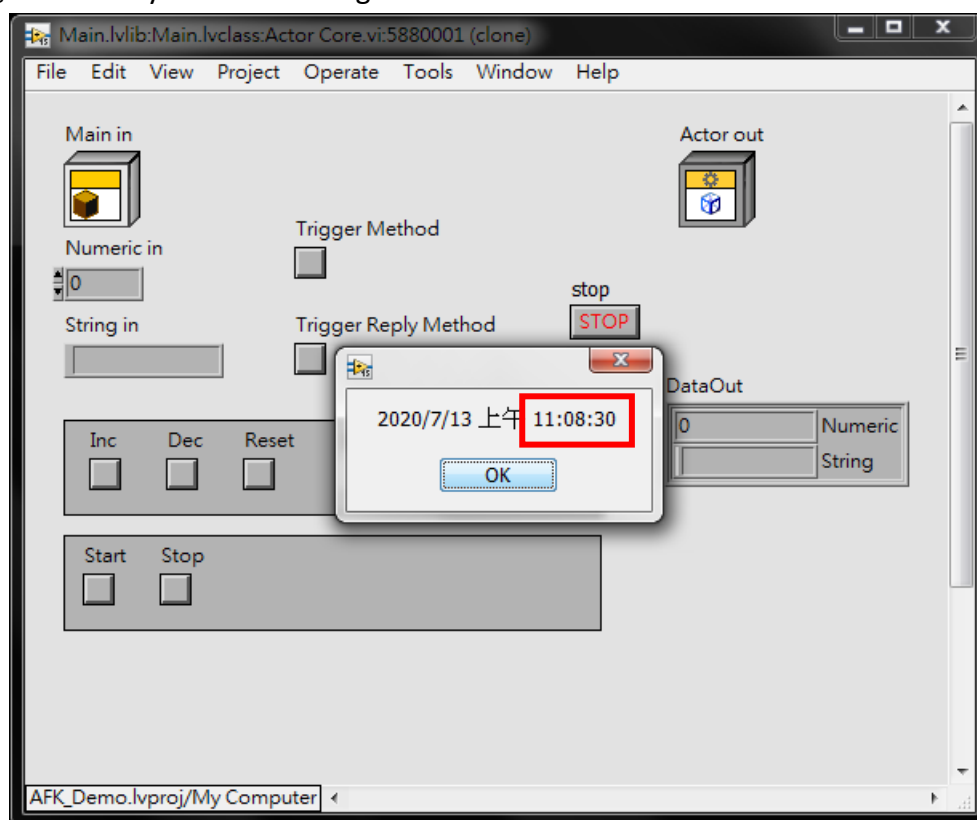 Main.lvlib:Main.lvclass:Actor Core.vi:5880001 (clone)
File Edit View Project Operate Tools Window Help
Main in
Actor out
Numeric in
Trigger Method
0
stop
STOP
String in
Trigger Reply Method
DataOut
2020/7/13 上午 11:08:30
0 Numeric
String
OK
Inc Dec Reset
Start Stop
AFK_Demo.lvproj/My Computer